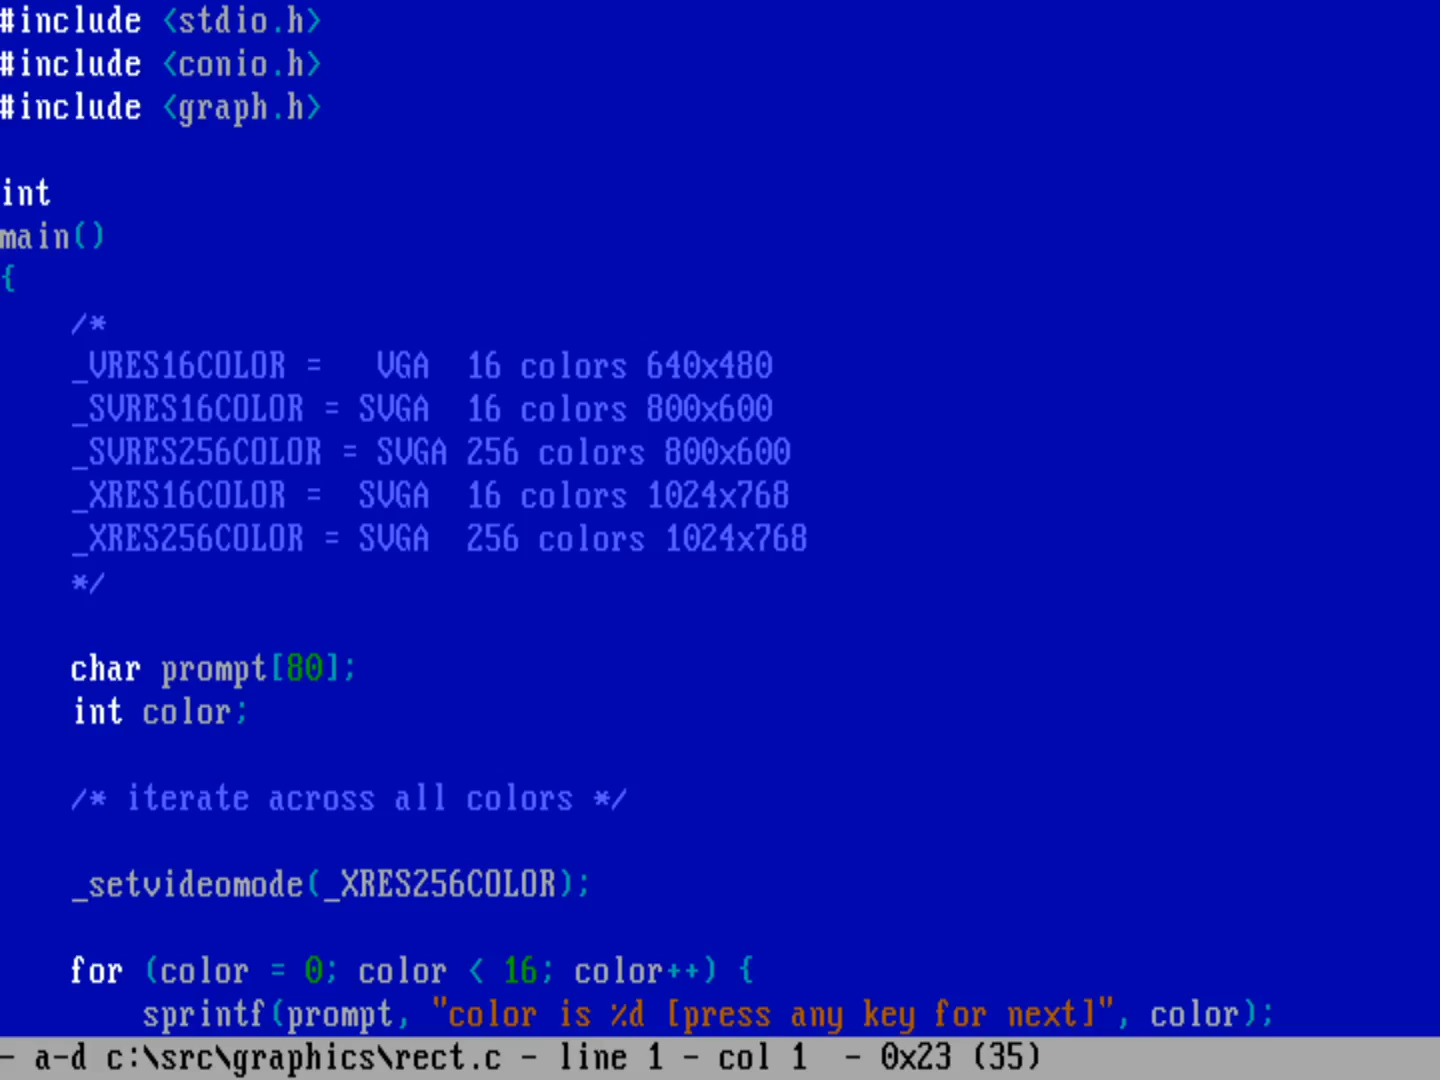 #include <stdio.h>
#include <conio.h>
#include <graph.h>
int
main()
{
/*
_VRES16COLOR =   VGA  16 colors 640x480
_SVRES16COLOR = SVGA  16 colors 800x600
_SVRES256COLOR = SVGA 256 colors 800x600
_XRES16COLOR =  SVGA  16 colors 1024x768
_XRES256COLOR = SVGA  256 colors 1024x768
*/
char prompt[80];
int color;
/* iterate across all colors */
_setvideomode(_XRES256COLOR);
for (color = 0; color < 16; color++) {
sprintf(prompt, "color is %d [press any key for next]", color);
- a-d c:\src\graphics\rect.c - line 1 - col 1  - 0x23 (35)